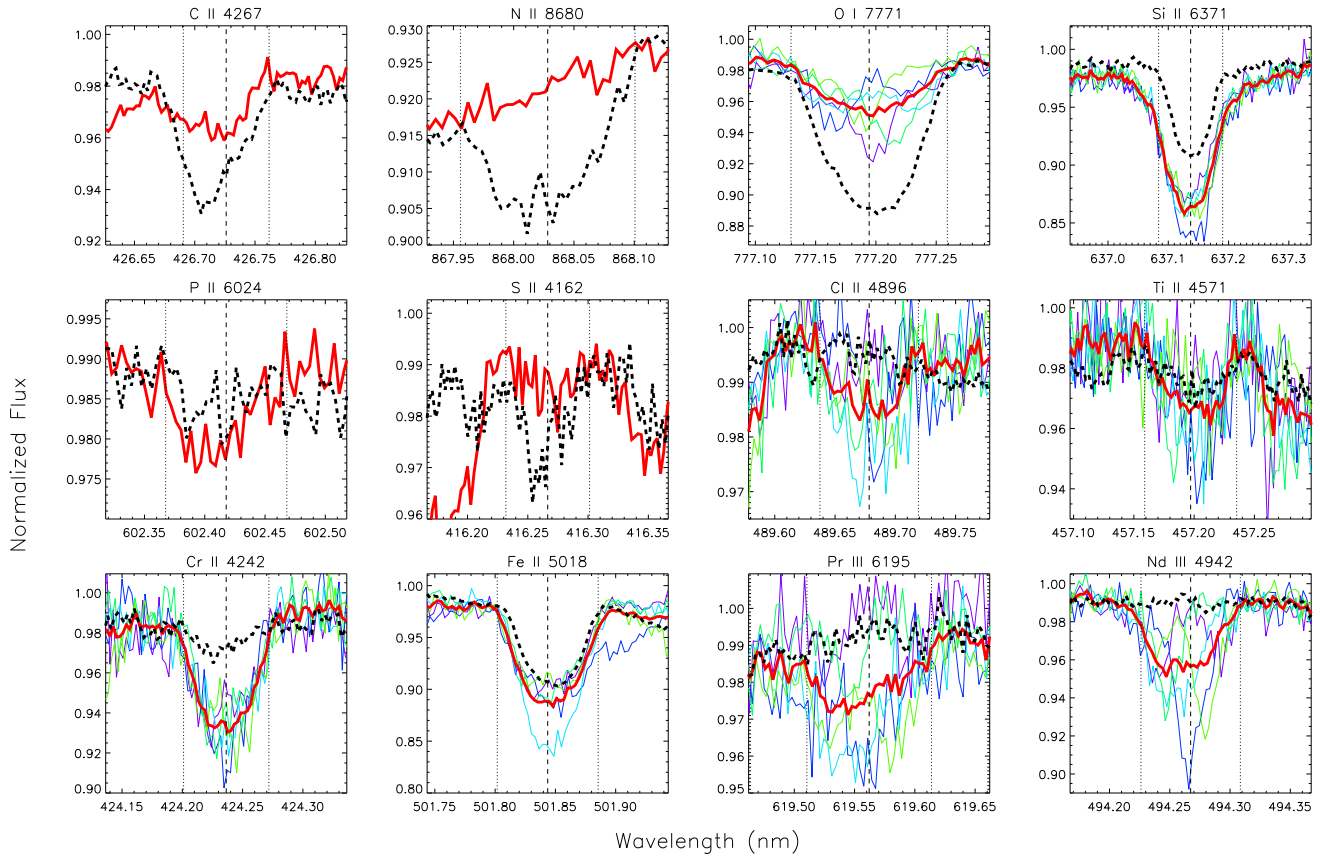 C II 4267
N II 8680
O I 7771
Si II 6371
1.00
0.98
0.96
0.94
0.92
426.65 426.70 426.75 426.80
0.930
0.925
0.920
0.915
0.910
0.905
0.900
867.95 868.00 868.05 868.10
1.00
0.98
0.96
0.94
0.92
0.90
0.88
777.10 777.15 777.20 777.25
1.00
0.95
0.90
0.85
637.0 637.1 637.2 637.3
P II 6024
S II 4162
Cl II 4896
Ti II 4571
0.995
0.990
0.985
0.980
0.975
602.35 602.40 602.45 602.50
1.00
0.99
0.98
0.97
0.96
416.20 416.25 416.30 416.35
1.00
0.99
0.98
0.97
489.60 489.65 489.70 489.75
1.00
0.98
0.96
0.94
457.10 457.15 457.20 457.25
Cr II 4242
Fe II 5018
Pr III 6195
Nd III 4942
1.00
0.98
0.96
0.94
0.92
0.90
424.15 424.20 424.25 424.30
1.00
0.95
0.90
0.85
0.80
501.75 501.80 501.85 501.90
1.00
0.99
0.98
0.97
0.96
0.95
619.50 619.55 619.60 619.65
1.00
0.98
0.96
0.94
0.92
0.90
494.20 494.25 494.30 494.35
Normalized Flux
Wavelength (nm)